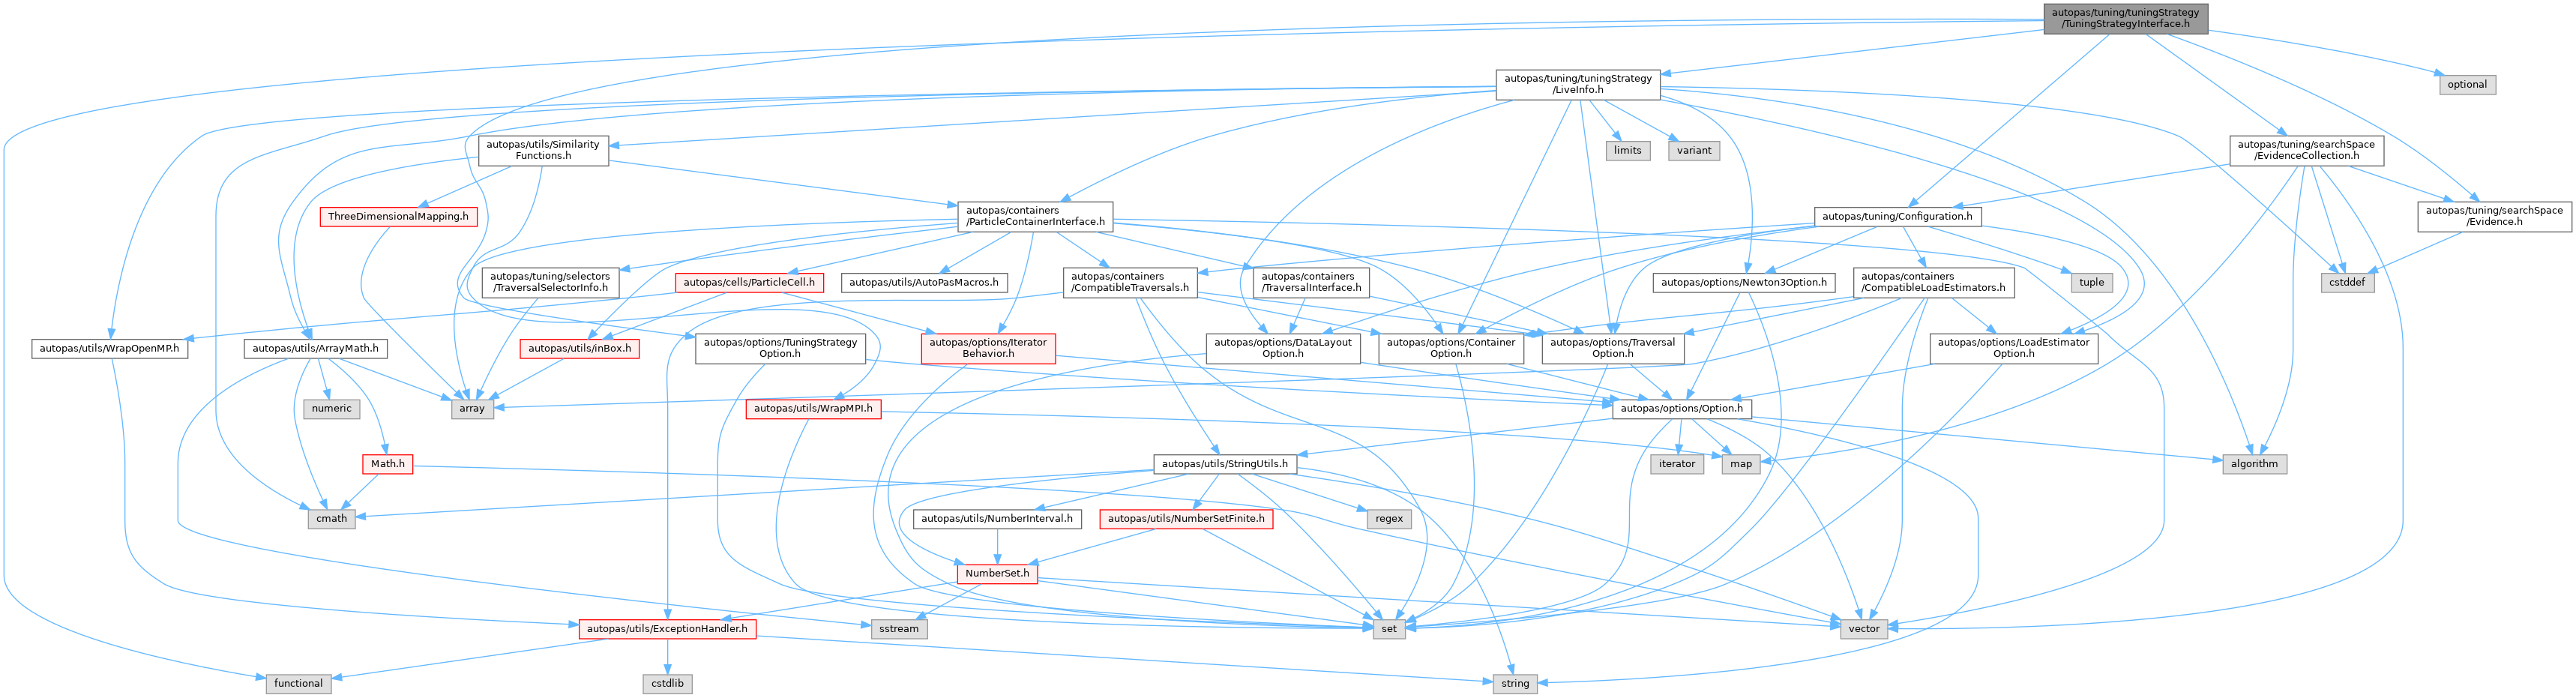 autopas/tuning/tuningStrategy
/TuningStrategyInterface.h
autopas/tuning/tuningStrategy
/LiveInfo.h
optional
autopas/utils/Similarity
Functions.h
limits
variant
autopas/tuning/searchSpace
/EvidenceCollection.h
ThreeDimensionalMapping.h
autopas/containers
/ParticleContainerInterface.h
autopas/tuning/Configuration.h
autopas/tuning/searchSpace
/Evidence.h
autopas/tuning/selectors
/TraversalSelectorInfo.h
autopas/cells/ParticleCell.h
autopas/utils/AutoPasMacros.h
autopas/containers
/CompatibleTraversals.h
autopas/containers
/TraversalInterface.h
autopas/options/Newton3Option.h
autopas/containers
/CompatibleLoadEstimators.h
tuple
cstddef
autopas/utils/WrapOpenMP.h
autopas/utils/ArrayMath.h
autopas/utils/inBox.h
autopas/options/TuningStrategy
Option.h
autopas/options/Iterator
Behavior.h
autopas/options/DataLayout
Option.h
autopas/options/Container
Option.h
autopas/options/Traversal
Option.h
autopas/options/LoadEstimator
Option.h
numeric
array
autopas/utils/WrapMPI.h
autopas/options/Option.h
Math.h
autopas/utils/StringUtils.h
iterator
map
algorithm
cmath
autopas/utils/NumberInterval.h
autopas/utils/NumberSetFinite.h
regex
NumberSet.h
autopas/utils/ExceptionHandler.h
sstream
set
vector
functional
cstdlib
string